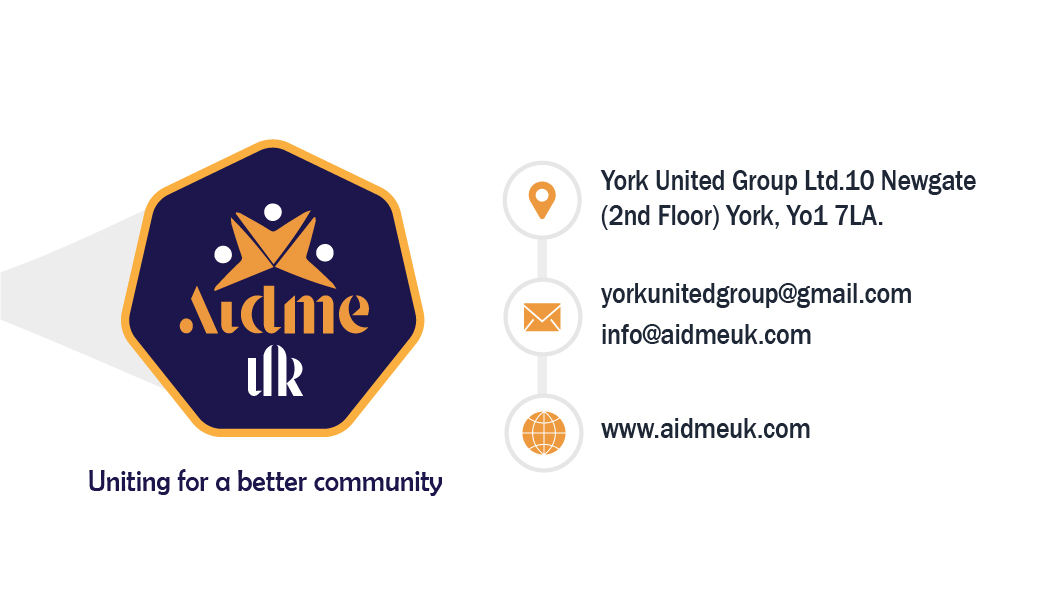 Aidme
Uk
Uniting for a better community
York United Group Ltd.10 Newgate
(2nd Floor) York, Yo1 7LA.
yorkunitedgroup@gmail.com
info@aidmeuk.com
www.aidmeuk.com